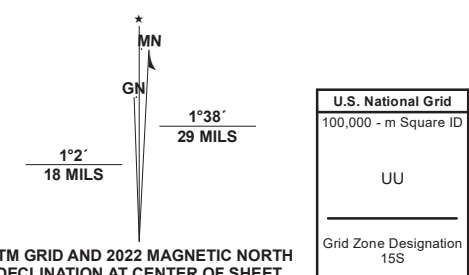 MN
GN
1°38´
29 MILS
1°2´
18 MILS
TM GRID AND 2022 MAGNETIC NORTH
DECLINATION AT CENTER OF SHEET
U.S. National Grid
100,000 - m Square ID
UU
Grid Zone Designation
15S